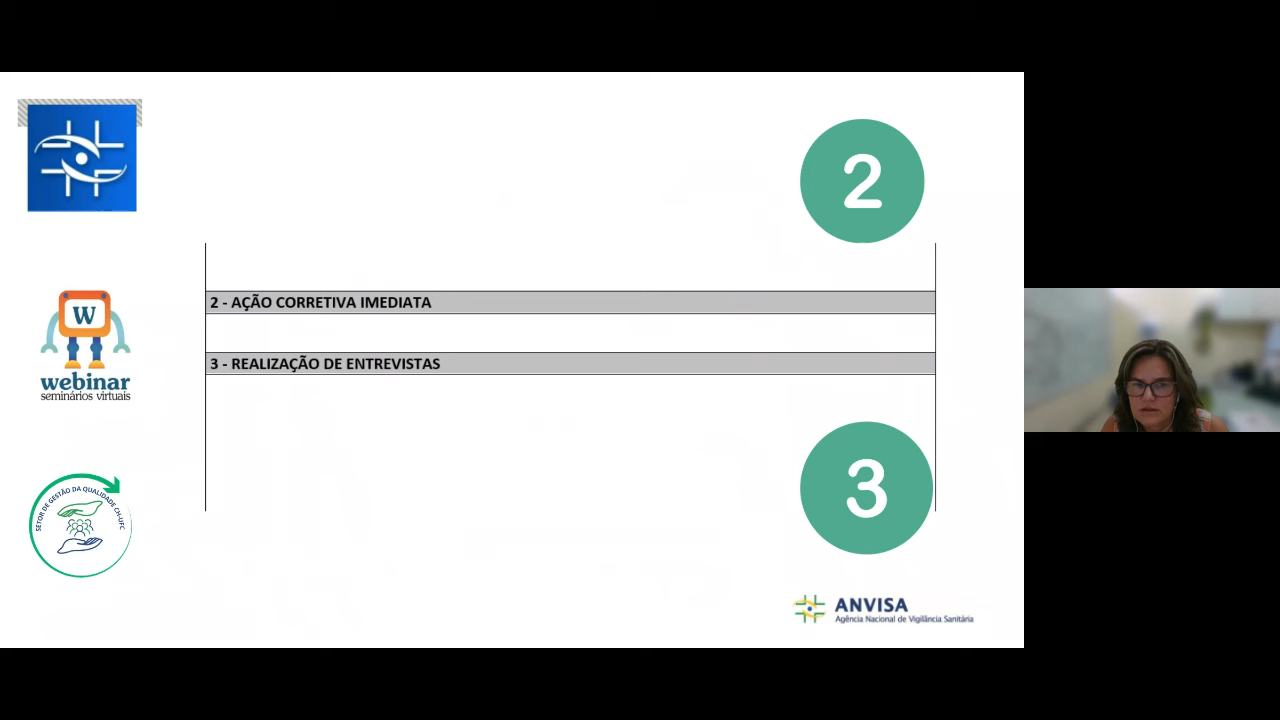 2
2 - AÇÃO CORRETIVA IMEDIATA
3 - REALIZAÇÃO DE ENTREVISTAS
W
webinar
seminários virtuais
SETOR DE GESTÃO DA QUALIDADE CH-UFC
3
ANVISA
Agência Nacional de Vigilância Sanitária